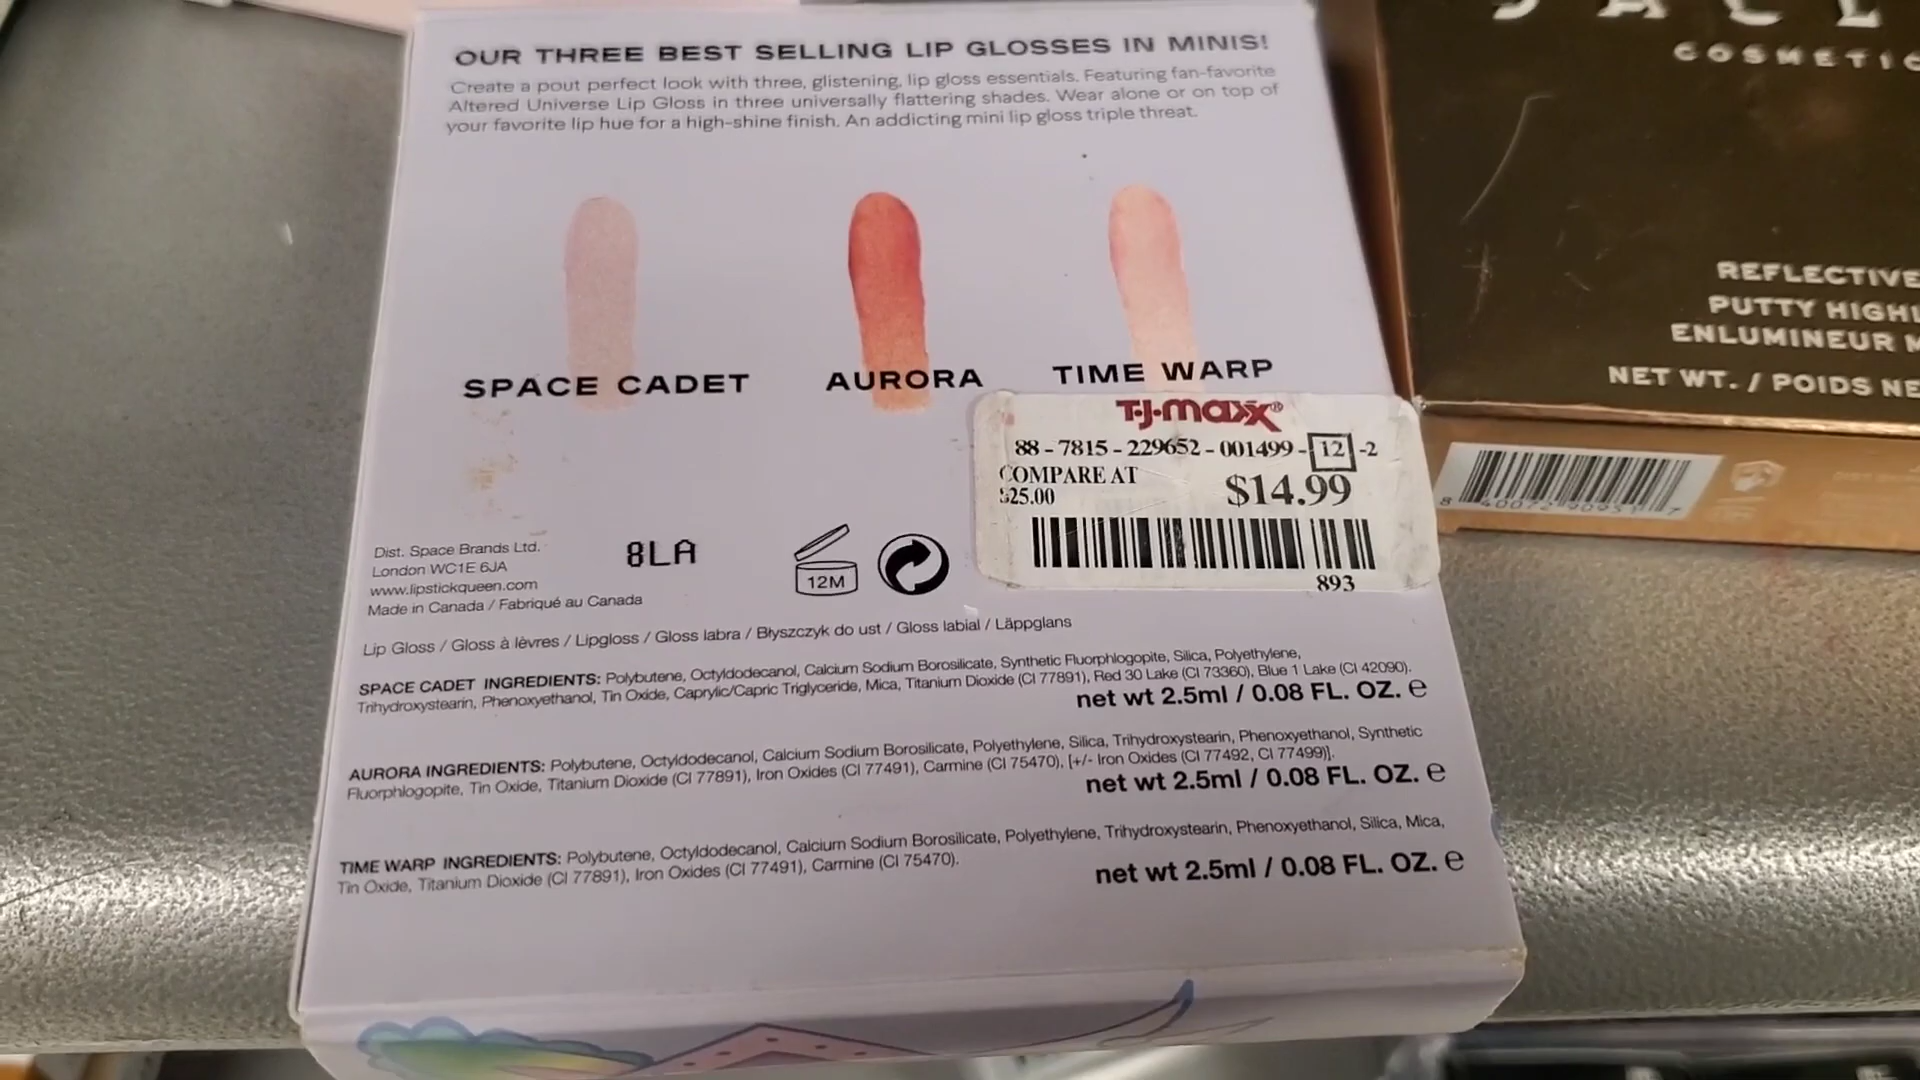 OUR THREE BEST SELLING LIP GLOSSES IN MINIS!
Create a pout perfect look with three, glistening, lip gloss essentials. Featuring fan-favorite
Altered Universe Lip Gloss in three universally flattering shades. Wear alone or on top of
your favorite lip hue for a high-shine finish. An addicting mini lip gloss triple threat.
SPACE CADET
AURORA
TIME WARP
T·J·maxx®
88 - 7815 - 229652 - 001499 - 12 -2
COMPARE AT
$25.00
$14.99
893
Dist. Space Brands Ltd.
London WC1E 6JA
www.lipstickqueen.com
Made in Canada / Fabriqué au Canada
8LA
12M
Lip Gloss / Gloss à lèvres / Lipgloss / Gloss labra / Błyszczyk do ust / Gloss labial / Läppglans
SPACE CADET INGREDIENTS: Polybutene, Octyldodecanol, Calcium Sodium Borosilicate, Synthetic Fluorphlogopite, Silica, Polyethylene,
Trihydroxystearin, Phenoxyethanol, Tin Oxide, Caprylic/Capric Triglyceride, Mica, Titanium Dioxide (CI 77891), Red 30 Lake (CI 73360), Blue 1 Lake (CI 42090).
net wt 2.5ml / 0.08 FL. OZ. ℮
AURORA INGREDIENTS: Polybutene, Octyldodecanol, Calcium Sodium Borosilicate, Polyethylene, Silica, Trihydroxystearin, Phenoxyethanol, Synthetic
Fluorphlogopite, Tin Oxide, Titanium Dioxide (CI 77891), Iron Oxides (CI 77491), Carmine (CI 75470), [+/- Iron Oxides (CI 77492, CI 77499)].
net wt 2.5ml / 0.08 FL. OZ. ℮
TIME WARP INGREDIENTS: Polybutene, Octyldodecanol, Calcium Sodium Borosilicate, Polyethylene, Trihydroxystearin, Phenoxyethanol, Silica, Mica,
Tin Oxide, Titanium Dioxide (CI 77891), Iron Oxides (CI 77491), Carmine (CI 75470).
net wt 2.5ml / 0.08 FL. OZ. ℮
COSMETIC
REFLECTIVE
PUTTY HIGHL
ENLUMINEUR M
NET WT. / POIDS NE